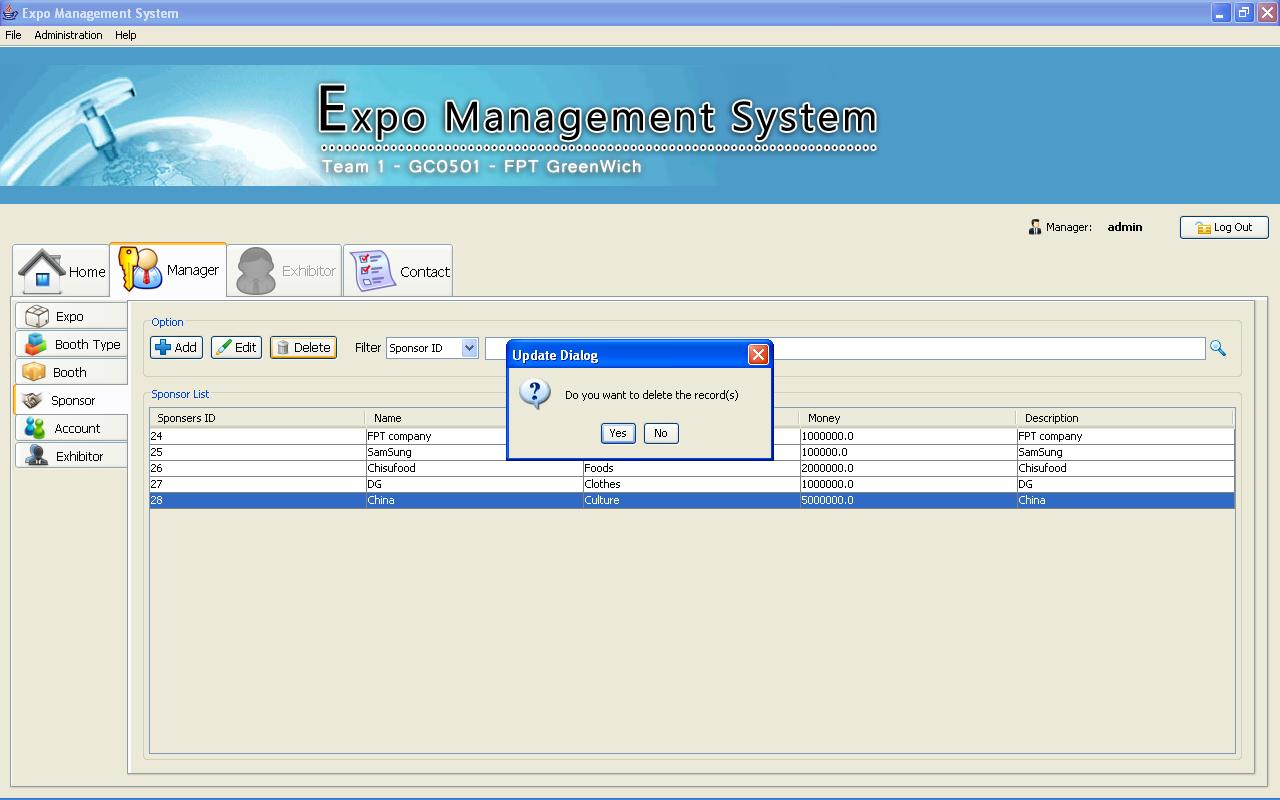 Expo Management System
File Administration Help
Expo Management System
Team 1 - GC0501 - FPT GreenWich
Manager: admin Log Out
Home Manager Exhibitor Contact
Expo
Booth Type
Booth
Sponsor
Account
Exhibitor
Option
Add Edit Delete Filter Sponsor ID
Update Dialog
Do you want to delete the record(s)
Yes No
Sponsor List
Sponsers ID Name Money Description
24 FPT company 1000000.0 FPT company
25 SamSung 100000.0 SamSung
26 Chisufood Foods 2000000.0 Chisufood
27 DG Clothes 1000000.0 DG
28 China Culture 5000000.0 China